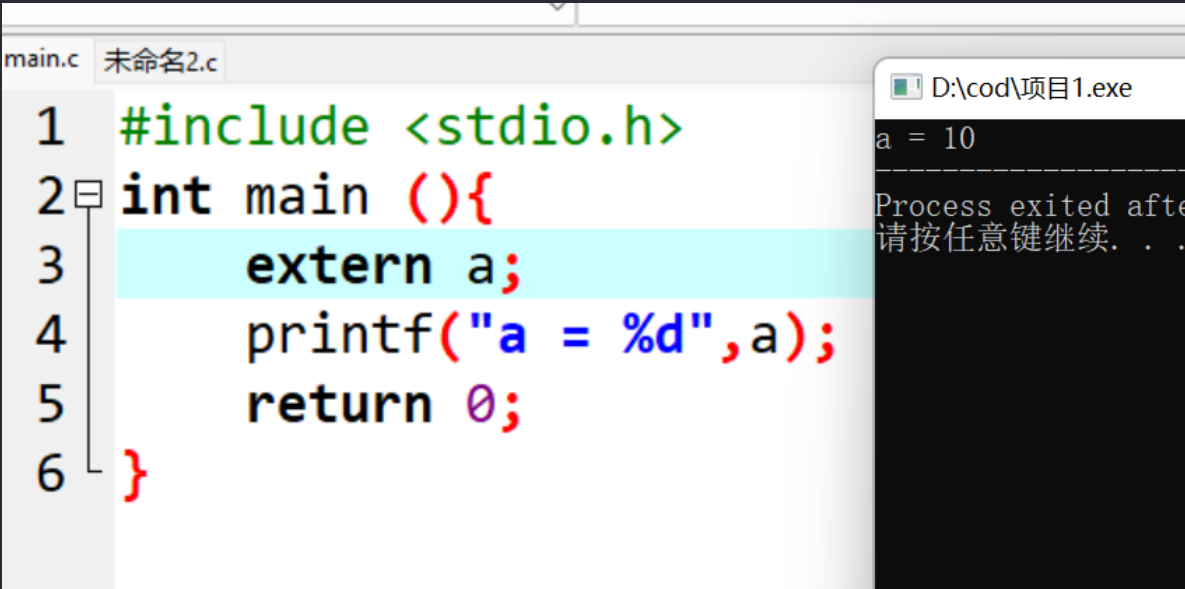 main.c 未命名2.c
D:\cod\项目1.exe
1 #include <stdio.h>
2 int main (){
3 extern a;
4 printf("a = %d",a);
5 return 0;
6 }
a = 10
--------------------
Process exited afte
请按任意键继续. . .